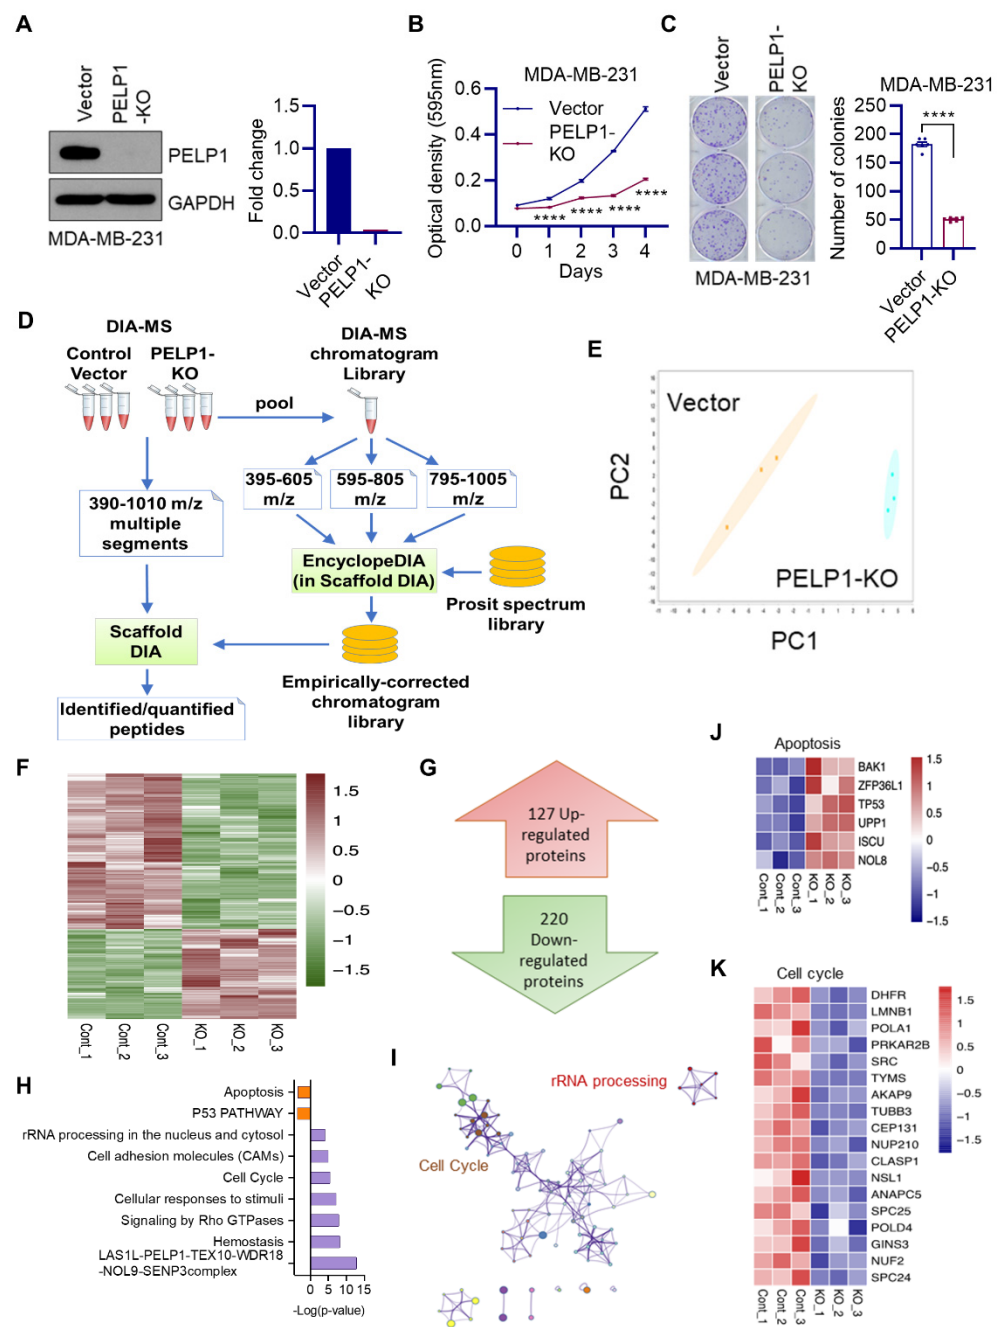 A
Vector
PELP1
-KO
PELP1
GAPDH
MDA-MB-231
Fold change
1.5
1.0
0.5
0.0
Vector
PELP1-
KO
B
MDA-MB-231
Optical density (595nm)
0.6
0.4
0.2
0.0
Vector
PELP1-
KO
****
****
****
****
0 1 2 3 4
Days
C
Vector
PELP1-
KO
MDA-MB-231
MDA-MB-231
Number of colonies
250
200
150
100
50
0
****
Vector
PELP1-KO
D
DIA-MS
Control
Vector
PELP1-
KO
pool
DIA-MS
chromatogram
Library
395-605
m/z
595-805
m/z
795-1005
m/z
390-1010 m/z
multiple
segments
EncyclopeDIA
(in Scaffold DIA)
Prosit spectrum
library
Scaffold
DIA
Empirically-corrected
chromatogram
library
Identified/quantified
peptides
E
Vector
PELP1-KO
PC2
PC1
F
1.5
1
0.5
0
−0.5
−1
−1.5
Cont_1
Cont_2
Cont_3
KO_1
KO_2
KO_3
G
127 Up-
regulated
proteins
220
Down-
regulated
proteins
H
Apoptosis
P53 PATHWAY
rRNA processing in the nucleus and cytosol
Cell adhesion molecules (CAMs)
Cell Cycle
Cellular responses to stimuli
Signaling by Rho GTPases
Hemostasis
LAS1L-PELP1-TEX10-WDR18
-NOL9-SENP3complex
0 5 10 15
-Log(p-value)
I
rRNA processing
Cell Cycle
J
Apoptosis
BAK1
ZFP36L1
TP53
UPP1
ISCU
NOL8
Cont_1
Cont_2
Cont_3
KO_1
KO_2
KO_3
1.5
1
0.5
0
−0.5
−1
−1.5
K
Cell cycle
DHFR
LMNB1
POLA1
PRKAR2B
SRC
TYMS
AKAP9
TUBB3
CEP131
NUP210
CLASP1
NSL1
ANAPC5
SPC25
POLD4
GINS3
NUF2
SPC24
Cont_1
Cont_2
Cont_3
KO_1
KO_2
KO_3
1.5
1
0.5
0
−0.5
−1
−1.5